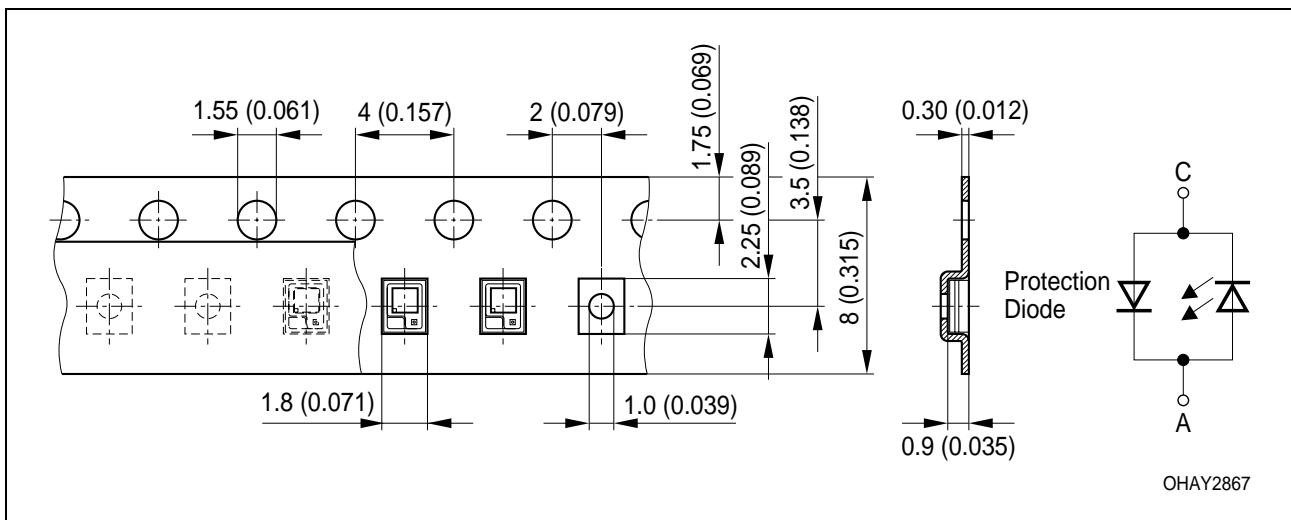 1.55 (0.061)
4 (0.157)
2 (0.079)
1.75 (0.069)
3.5 (0.138)
2.25 (0.089)
8 (0.315)
0.30 (0.012)
C
Protection
Diode
A
1.8 (0.071)
1.0 (0.039)
0.9 (0.035)
OHAY2867